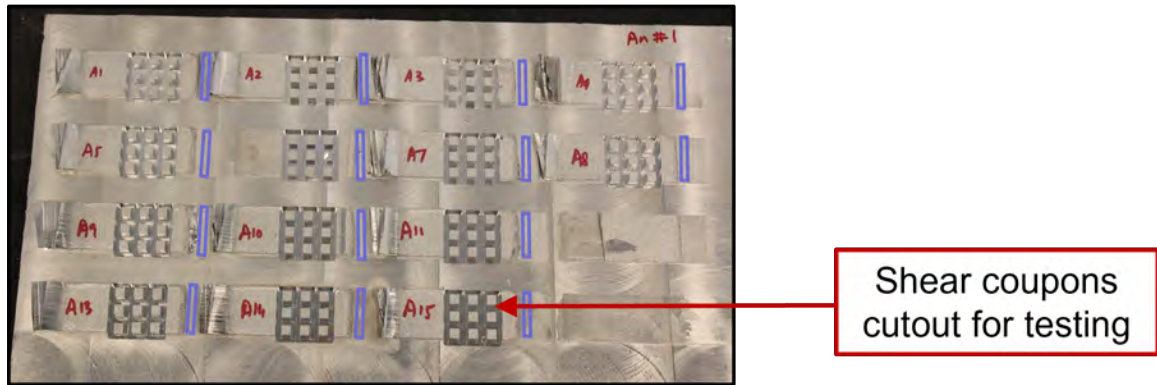 An #1
A1
A2
A3
A4
A5
A7
A8
A9
A10
A11
A13
A14
A15
Shear coupons
cutout for testing